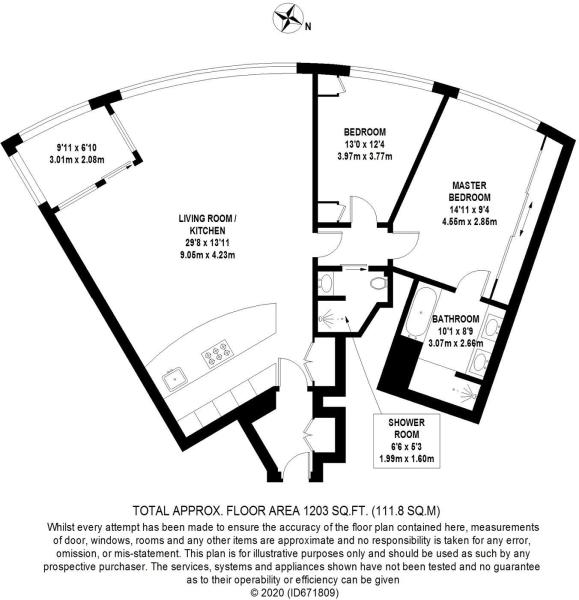 N
9'11 x 6'10
3.01m x 2.08m
BEDROOM
13'0 x 12'4
3.97m x 3.77m
MASTER
BEDROOM
14'11 x 9'4
4.55m x 2.85m
LIVING ROOM /
KITCHEN
29'8 x 13'11
9.05m x 4.23m
BATHROOM
10'1 x 8'9
3.07m x 2.66m
SHOWER
ROOM
6'6 x 5'3
1.99m x 1.60m
TOTAL APPROX. FLOOR AREA 1203 SQ.FT. (111.8 SQ.M)
Whilst every attempt has been made to ensure the accuracy of the floor plan contained here, measurements
of door, windows, rooms and any other items are approximate and no responsibility is taken for any error,
omission, or mis-statement. This plan is for illustrative purposes only and should be used as such by any
prospective purchaser. The services, systems and appliances shown have not been tested and no guarantee
as to their operability or efficiency can be given
© 2020 (ID671809)